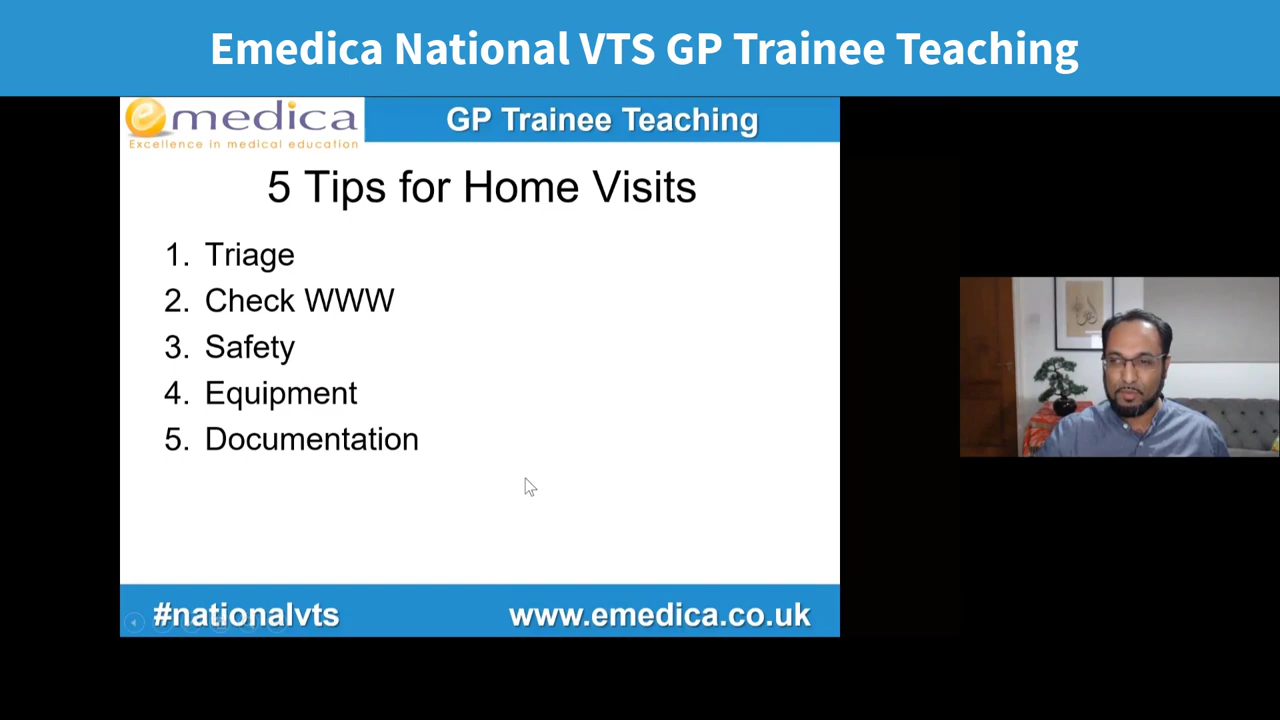 Emedica National VTS GP Trainee Teaching
emedica
Excellence in medical education
GP Trainee Teaching
5 Tips for Home Visits
1. Triage
2. Check WWW
3. Safety
4. Equipment
5. Documentation
#nationalvts
www.emedica.co.uk